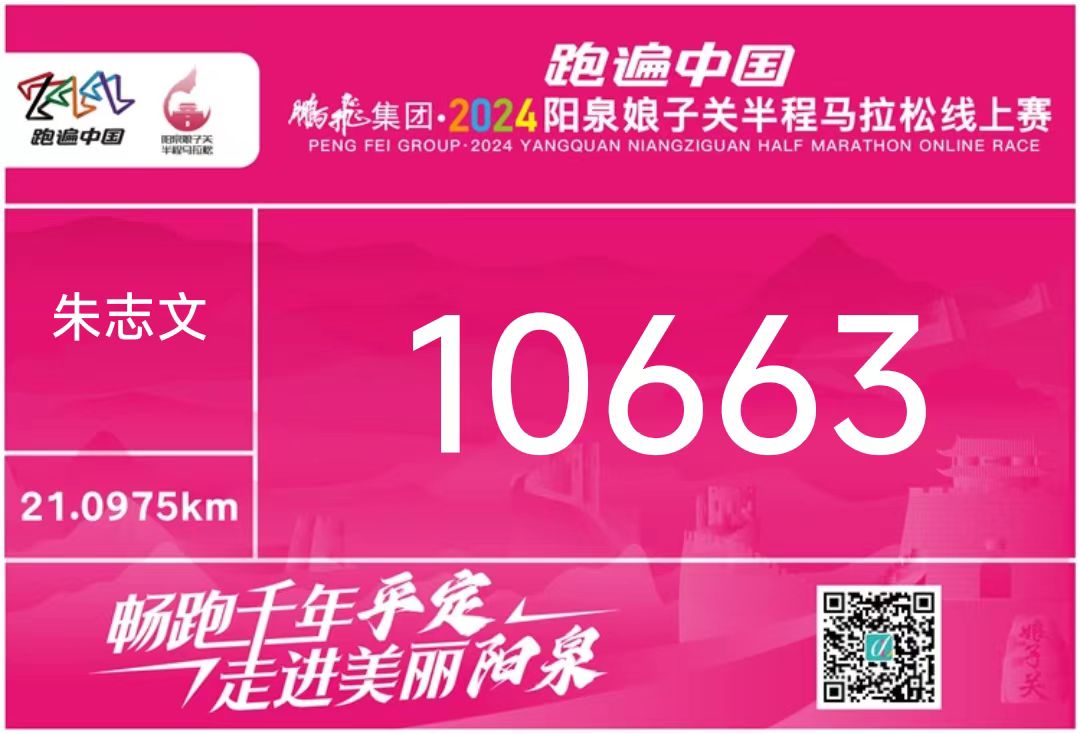 跑遍中国
阳泉娘子关
半程马拉松
跑遍中国
鹏飞集团·2024阳泉娘子关半程马拉松线上赛
PENG FEI GROUP·2024 YANGQUAN NIANGZIGUAN HALF MARATHON ONLINE RACE
朱志文
10663
21.0975km
畅跑千年平定
走进美丽阳泉
娘子关